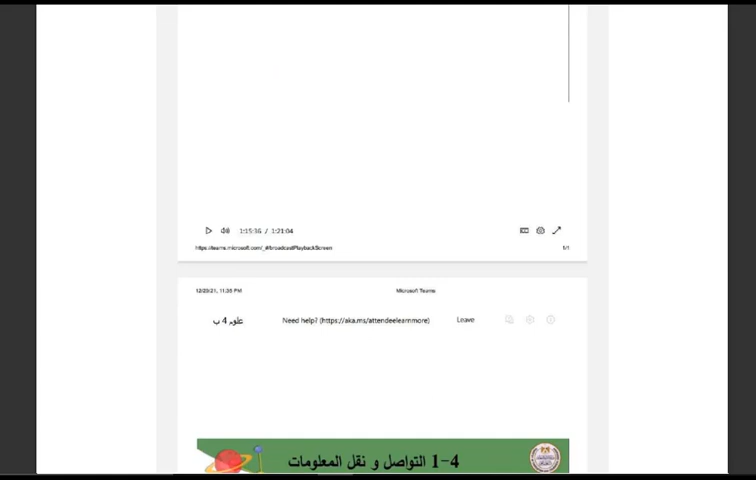 1:15:36 / 1:21:04
https://teams.microsoft.com/_#/broadcastPlaybackScreen
1/1
12/20/21, 11:35 PM
Microsoft Teams
علوم 4 ب
Need help? (https://aka.ms/attendeelearnmore)
Leave
1-4 التواصل و نقل المعلومات